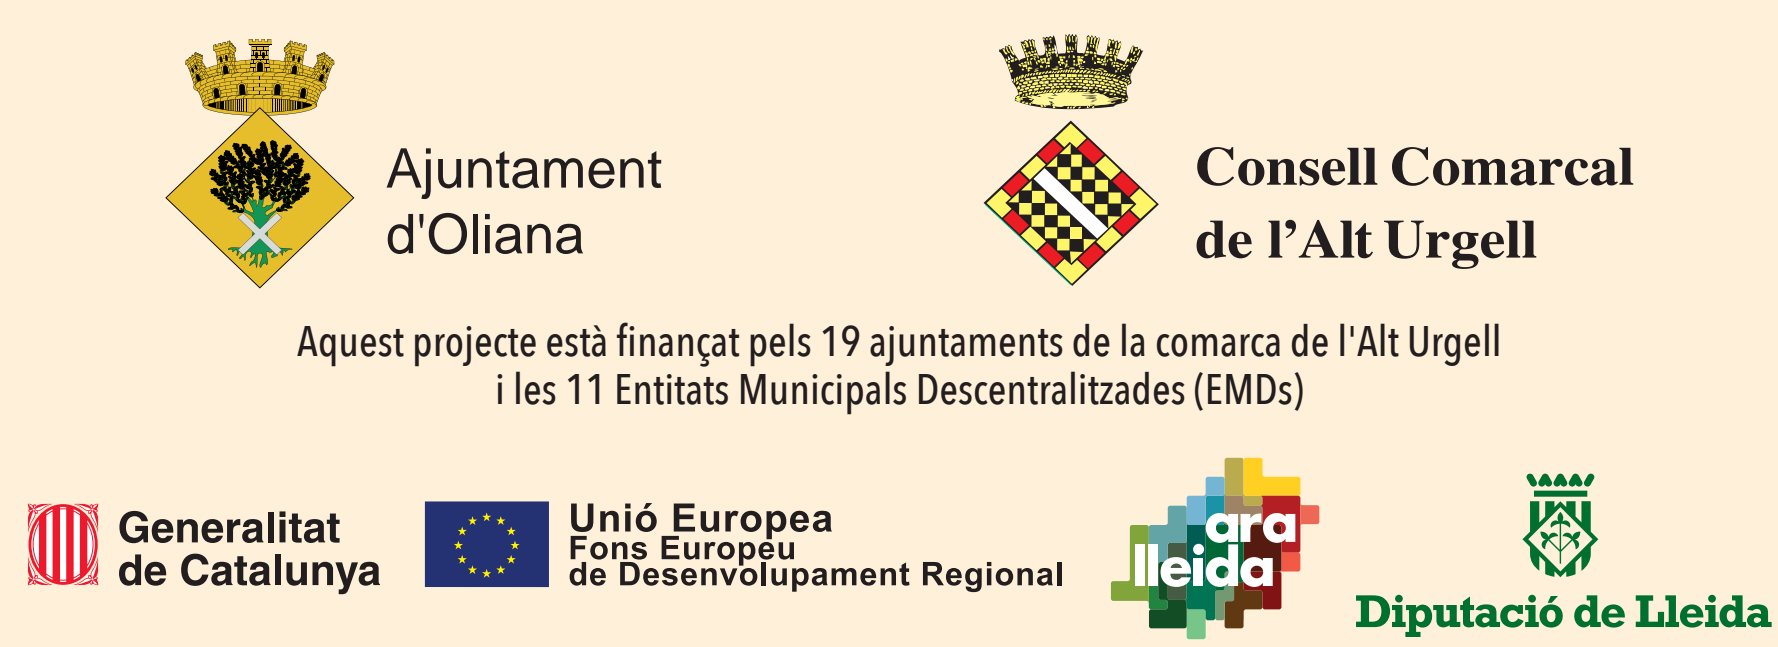 Ajuntament
d'Oliana
Consell Comarcal
de l’Alt Urgell
Aquest projecte està finançat pels 19 ajuntaments de la comarca de l'Alt Urgell
i les 11 Entitats Municipals Descentralitzades (EMDs)
Generalitat
de Catalunya
Unió Europea
Fons Europeu
de Desenvolupament Regional
ara
lleida
Diputació de Lleida